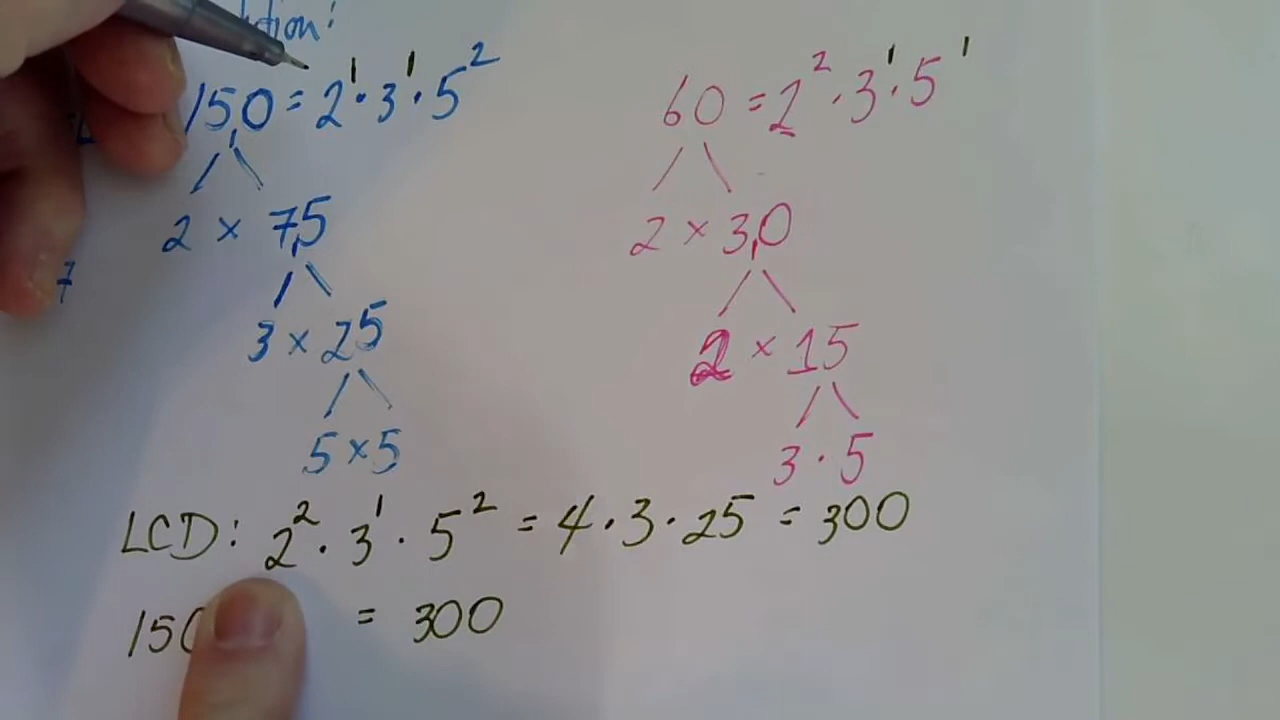 150 = 2¹ · 3¹ · 5² 60 = 2² · 3¹ · 5¹
2 × 75 2 × 30
3 × 25 2 × 15
5 × 5 3 · 5
LCD: 2² · 3¹ · 5² = 4 · 3 · 25 = 300
= 300
7